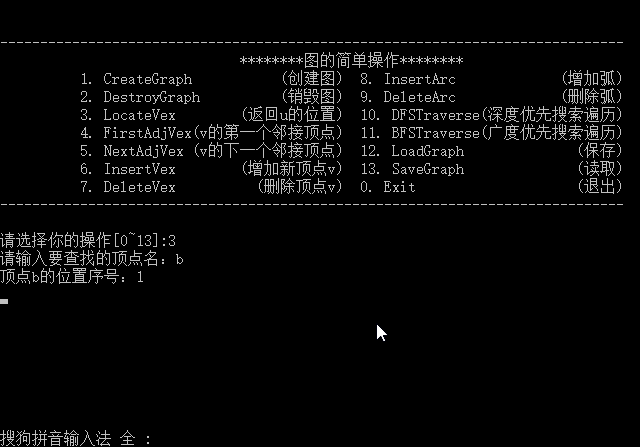 --------------------------------------------------------------------------------
********图的简单操作********
1. CreateGraph (创建图) 8. InsertArc (增加弧)
2. DestroyGraph (销毁图) 9. DeleteArc (删除弧)
3. LocateVex (返回u的位置) 10. DFSTraverse(深度优先搜索遍历)
4. FirstAdjVex(v的第一个邻接顶点) 11. BFSTraverse(广度优先搜索遍历)
5. NextAdjVex (v的下一个邻接顶点) 12. LoadGraph (保存)
6. InsertVex (增加新顶点v) 13. SaveGraph (读取)
7. DeleteVex (删除顶点v) 0. Exit (退出)
--------------------------------------------------------------------------------
请选择你的操作[0~13]:3
请输入要查找的顶点名: b
顶点b的位置序号: 1
搜狗拼音输入法 全 :